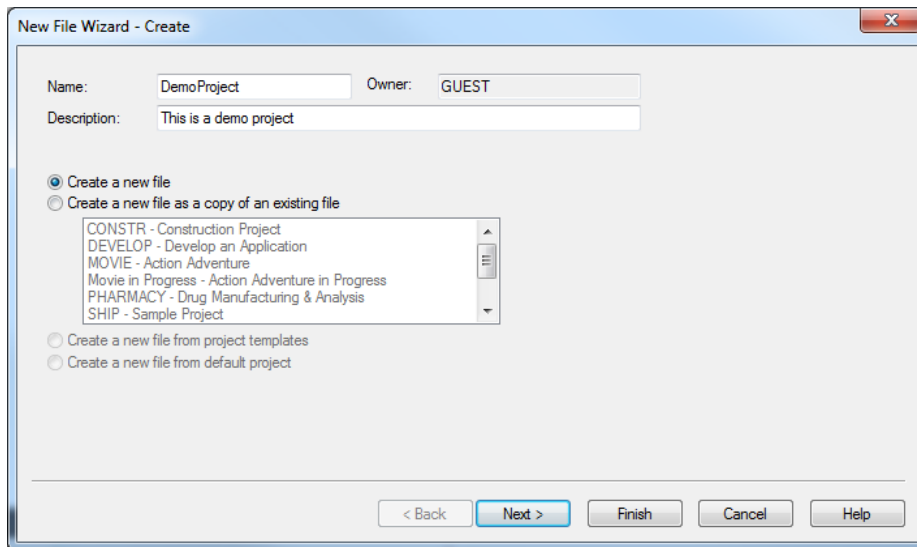 New File Wizard - Create
Name: DemoProject Owner: GUEST
Description: This is a demo project
Create a new file
Create a new file as a copy of an existing file
CONSTR - Construction Project
DEVELOP - Develop an Application
MOVIE - Action Adventure
Movie in Progress - Action Adventure in Progress
PHARMACY - Drug Manufacturing & Analysis
SHIP - Sample Project
Create a new file from project templates
Create a new file from default project
< Back Next > Finish Cancel Help